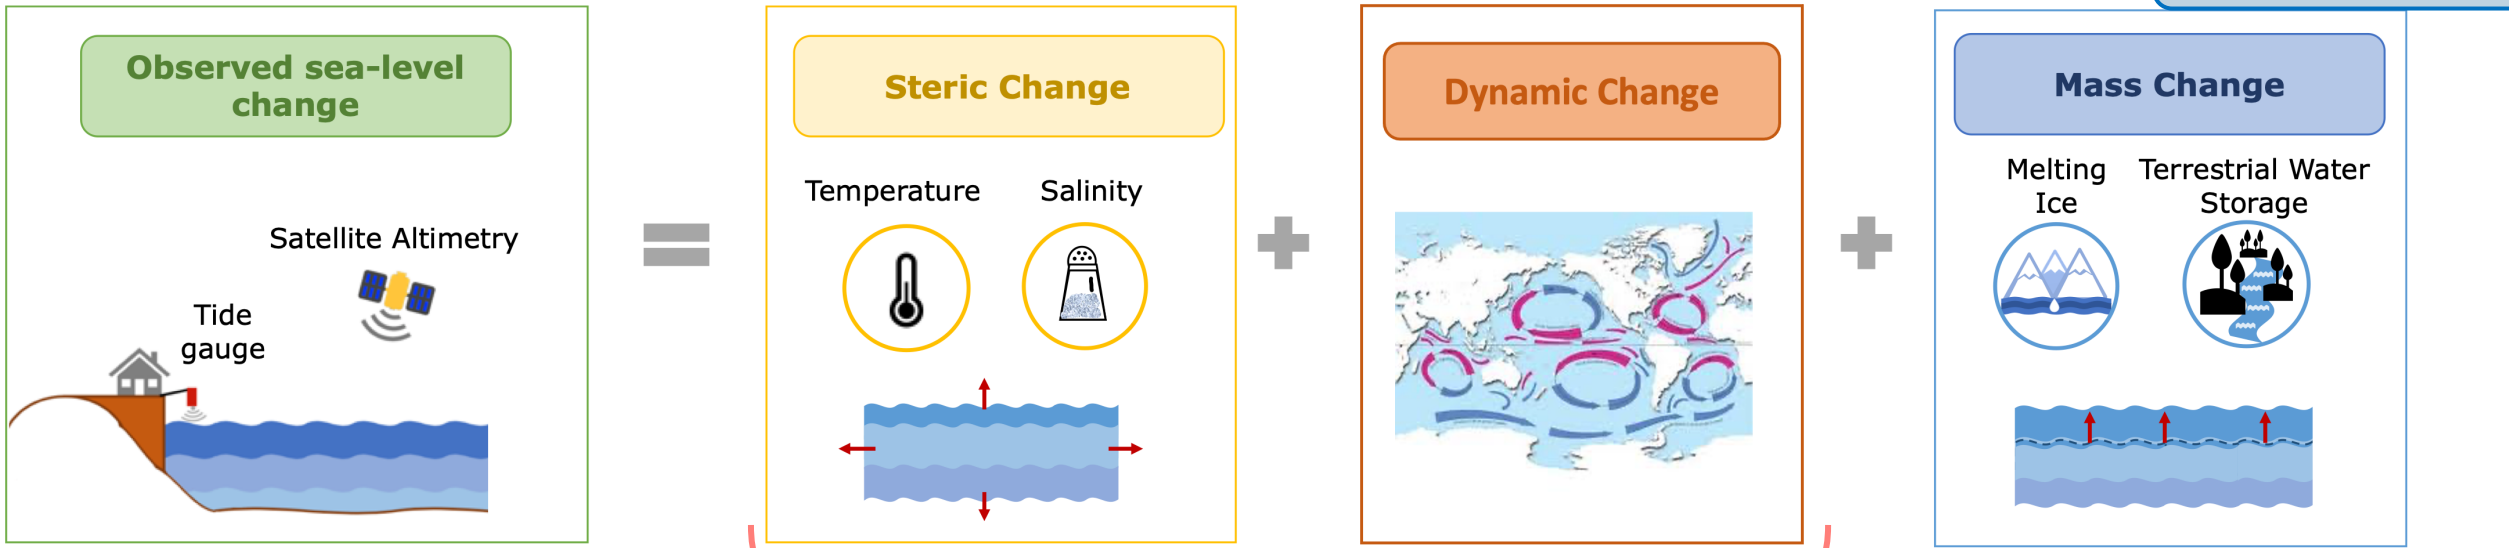 Observed sea-level
change
Satellite Altimetry
Tide
gauge
=
Steric Change
Temperature
Salinity
+
Dynamic Change
+
Mass Change
Melting
Ice
Terrestrial Water
Storage